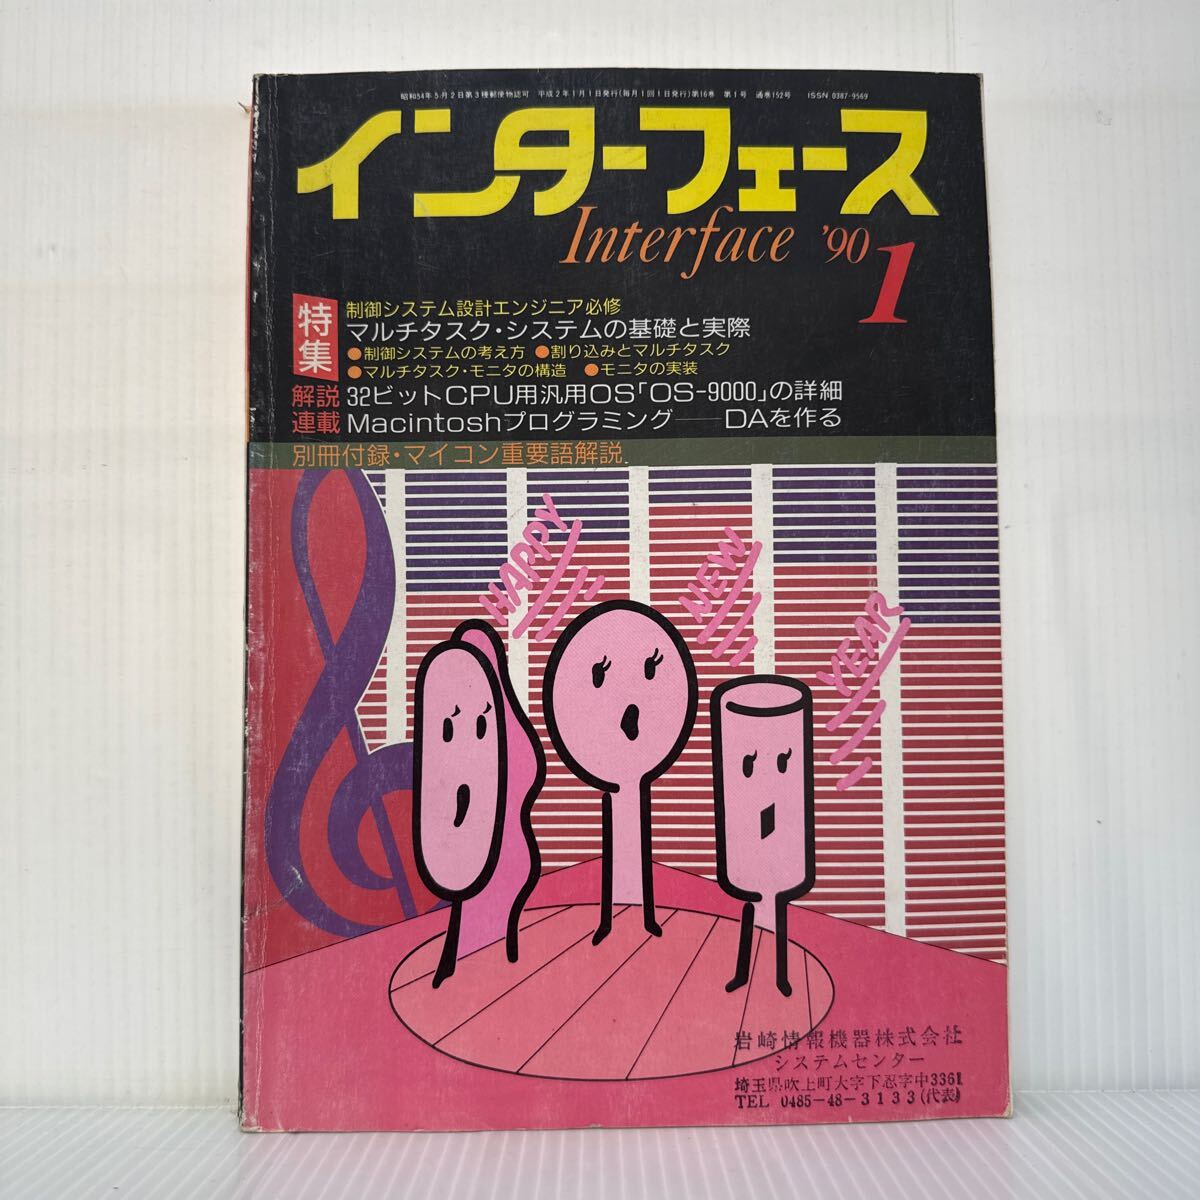 昭和54年5月2日第3種郵便物認可 平成2年1月1日発行(毎月1回1日発行)第16巻 第1号 通巻152号 ISSN 0387-9569
インターフェース
Interface '90 1
特集
制御システム設計エンジニア必修
マルチタスク・システムの基礎と実際
●制御システムの考え方 ●割り込みとマルチタスク
●マルチタスク・モニタの構造 ●モニタの実装
解説 32ビットCPU用汎用OS「OS-9000」の詳細
連載 Macintoshプログラミング──DAを作る
別冊付録・マイコン重要語解説
HAPPY
NEW
YEAR
岩崎情報機器株式会社
システムセンター
埼玉県吹上町大字下忍字中3361
TEL 0485-48-3133(代表)